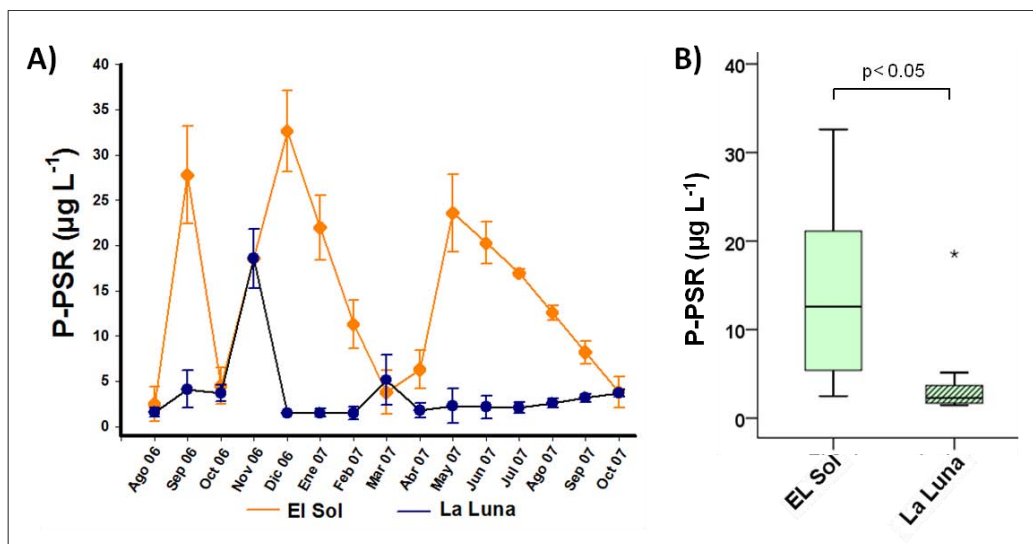 A)
P-PSR (µg L-1)
40
35
30
25
20
15
10
5
0
Ago 06
Sep 06
Oct 06
Nov 06
Dic 06
Ene 07
Feb 07
Mar 07
Abr 07
May 07
Jun 07
Jul 07
Ago 07
Sep 07
Oct 07
El Sol
La Luna
B)
P-PSR (µg L-1)
p< 0.05
40
30
20
10
0
*
EL Sol
La Luna